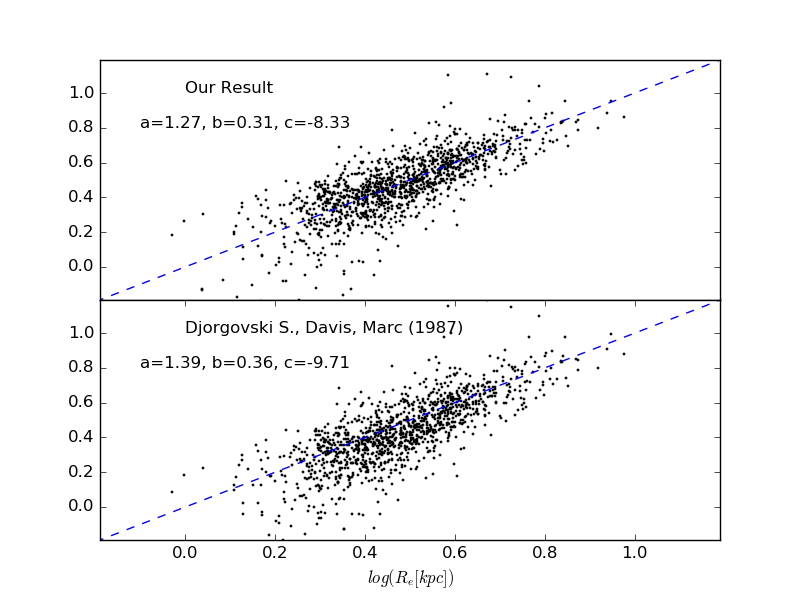 Our Result
a=1.27, b=0.31, c=-8.33
1.0
0.8
0.6
0.4
0.2
0.0
Djorgovski S., Davis, Marc (1987)
a=1.39, b=0.36, c=-9.71
1.0
0.8
0.6
0.4
0.2
0.0
0.0 0.2 0.4 0.6 0.8 1.0
log(Re[kpc])